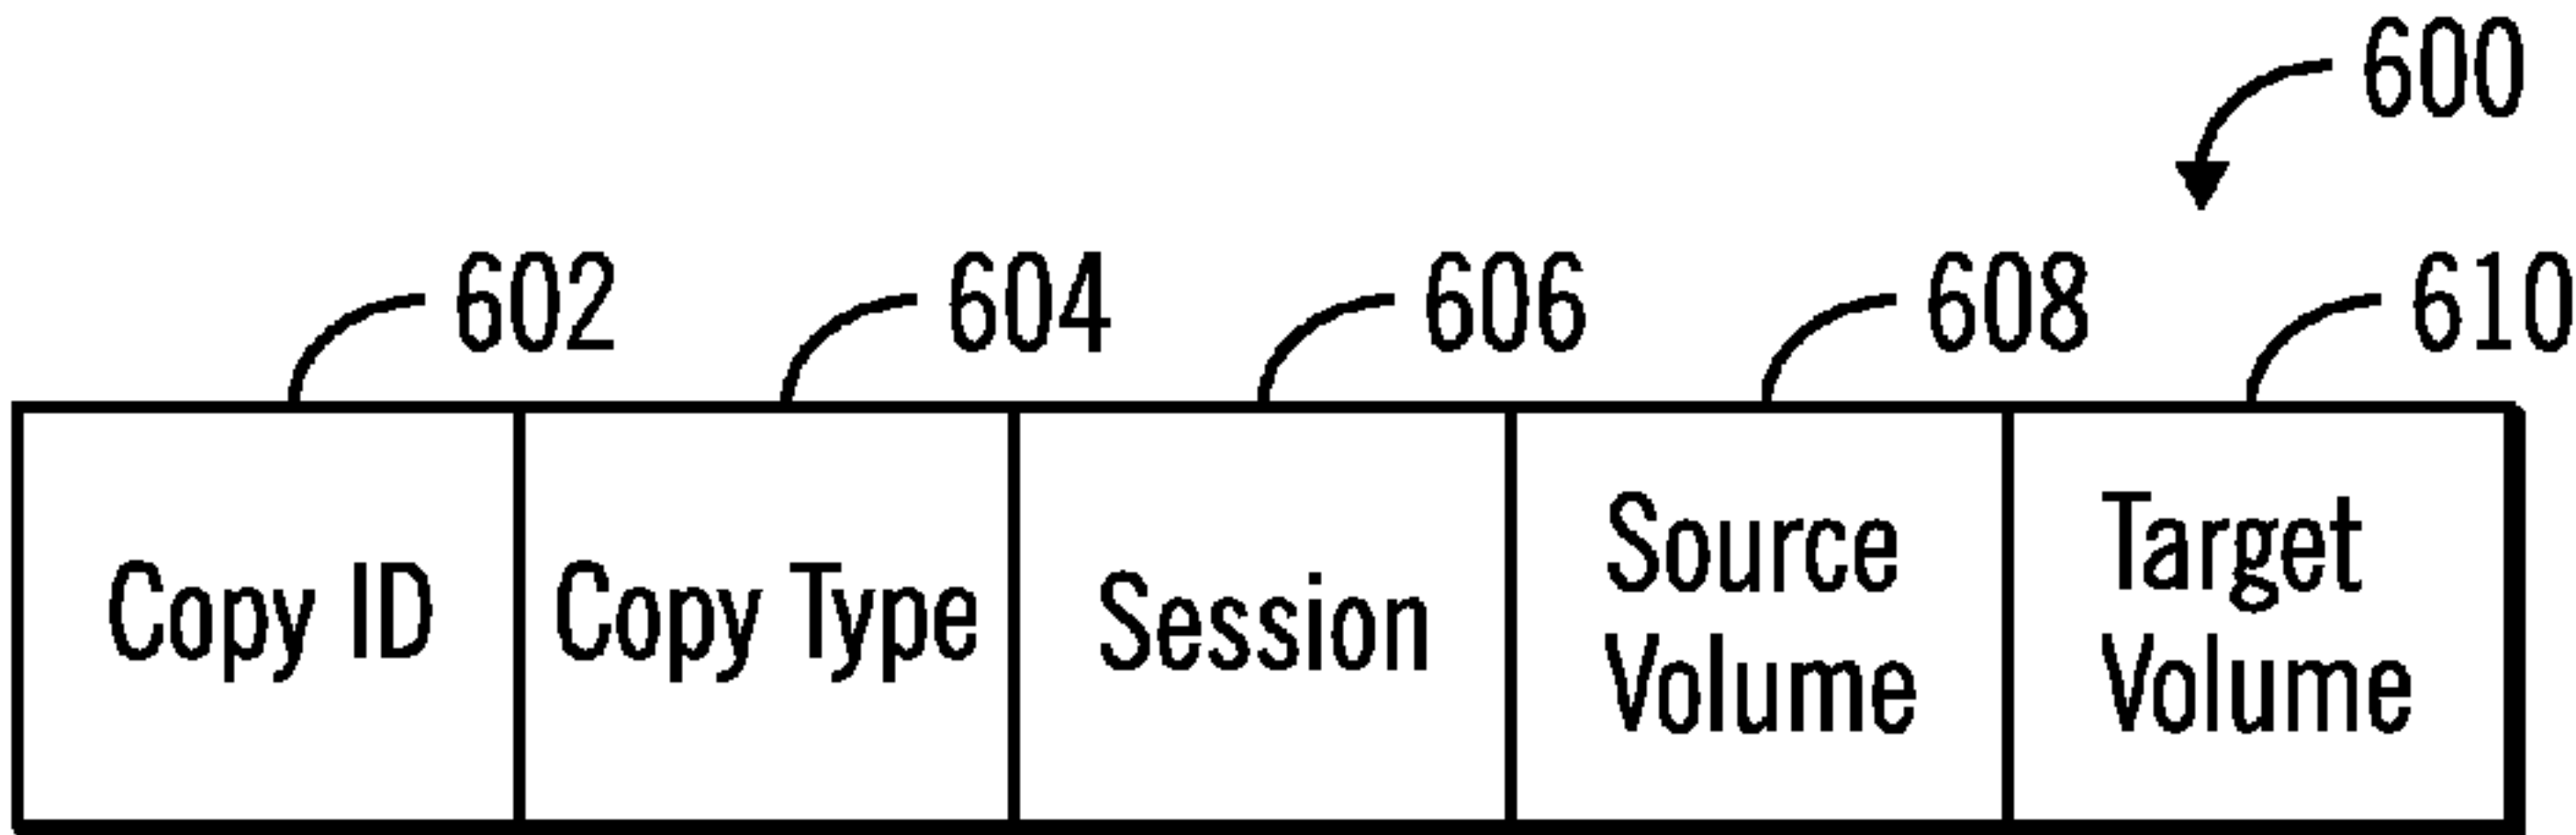 600
602
604
606
608
610
Copy ID
Copy Type
Session
Source
Volume
Target
Volume